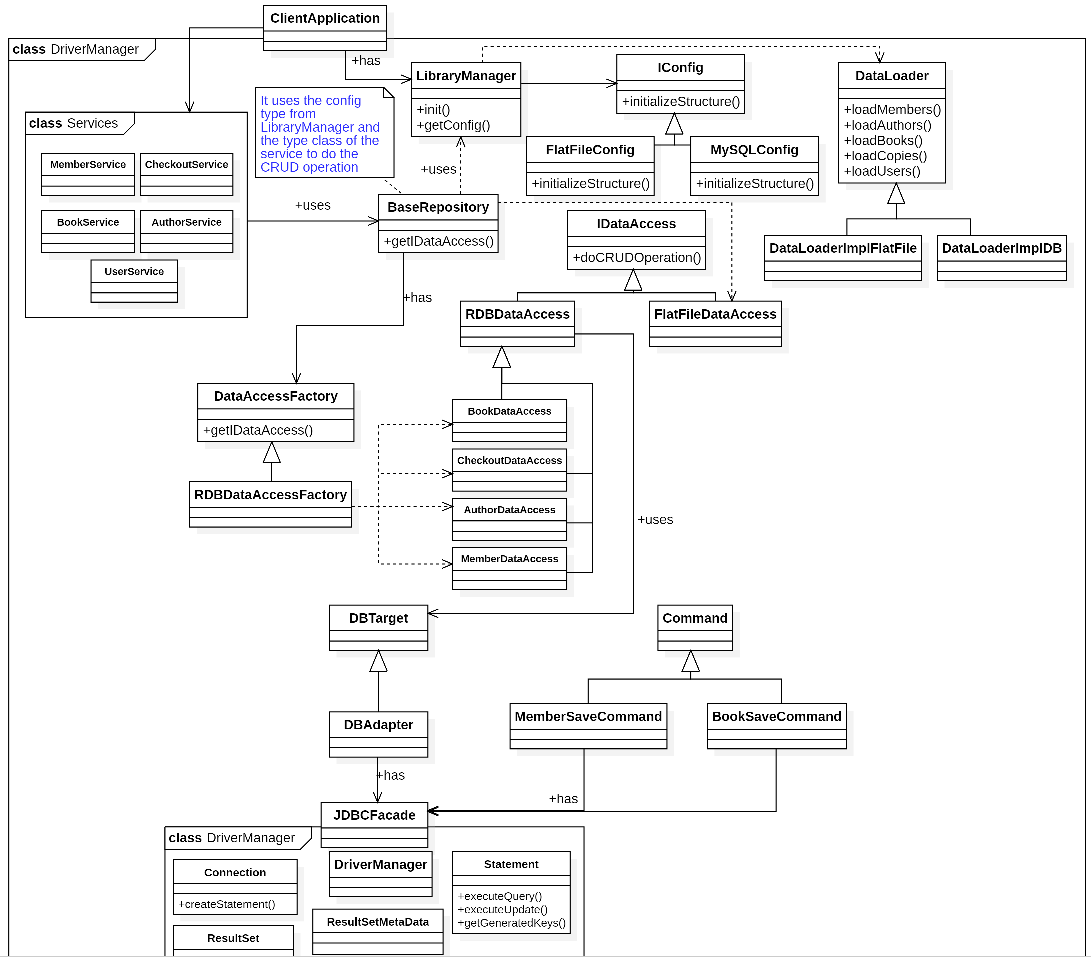 ClientApplication
class DriverManager
+has
LibraryManager
+init()
+getConfig()
IConfig
+initializeStructure()
DataLoader
+loadMembers()
+loadAuthors()
+loadBooks()
+loadCopies()
+loadUsers()
It uses the config
type from
LibraryManager and
the type class of the
service to do the
CRUD operation
class Services
MemberService
CheckoutService
BookService
AuthorService
UserService
+uses
+uses
FlatFileConfig
+initializeStructure()
MySQLConfig
+initializeStructure()
BaseRepository
+getIDataAccess()
IDataAccess
+doCRUDOperation()
DataLoaderImplFlatFile
DataLoaderImplDB
+has
RDBDataAccess
FlatFileDataAccess
DataAccessFactory
+getIDataAccess()
BookDataAccess
CheckoutDataAccess
RDBDataAccessFactory
AuthorDataAccess
+uses
MemberDataAccess
DBTarget
Command
DBAdapter
MemberSaveCommand
BookSaveCommand
+has
+has
JDBCFacade
class DriverManager
Connection
+createStatement()
DriverManager
Statement
+executeQuery()
+executeUpdate()
+getGeneratedKeys()
ResultSetMetaData
ResultSet